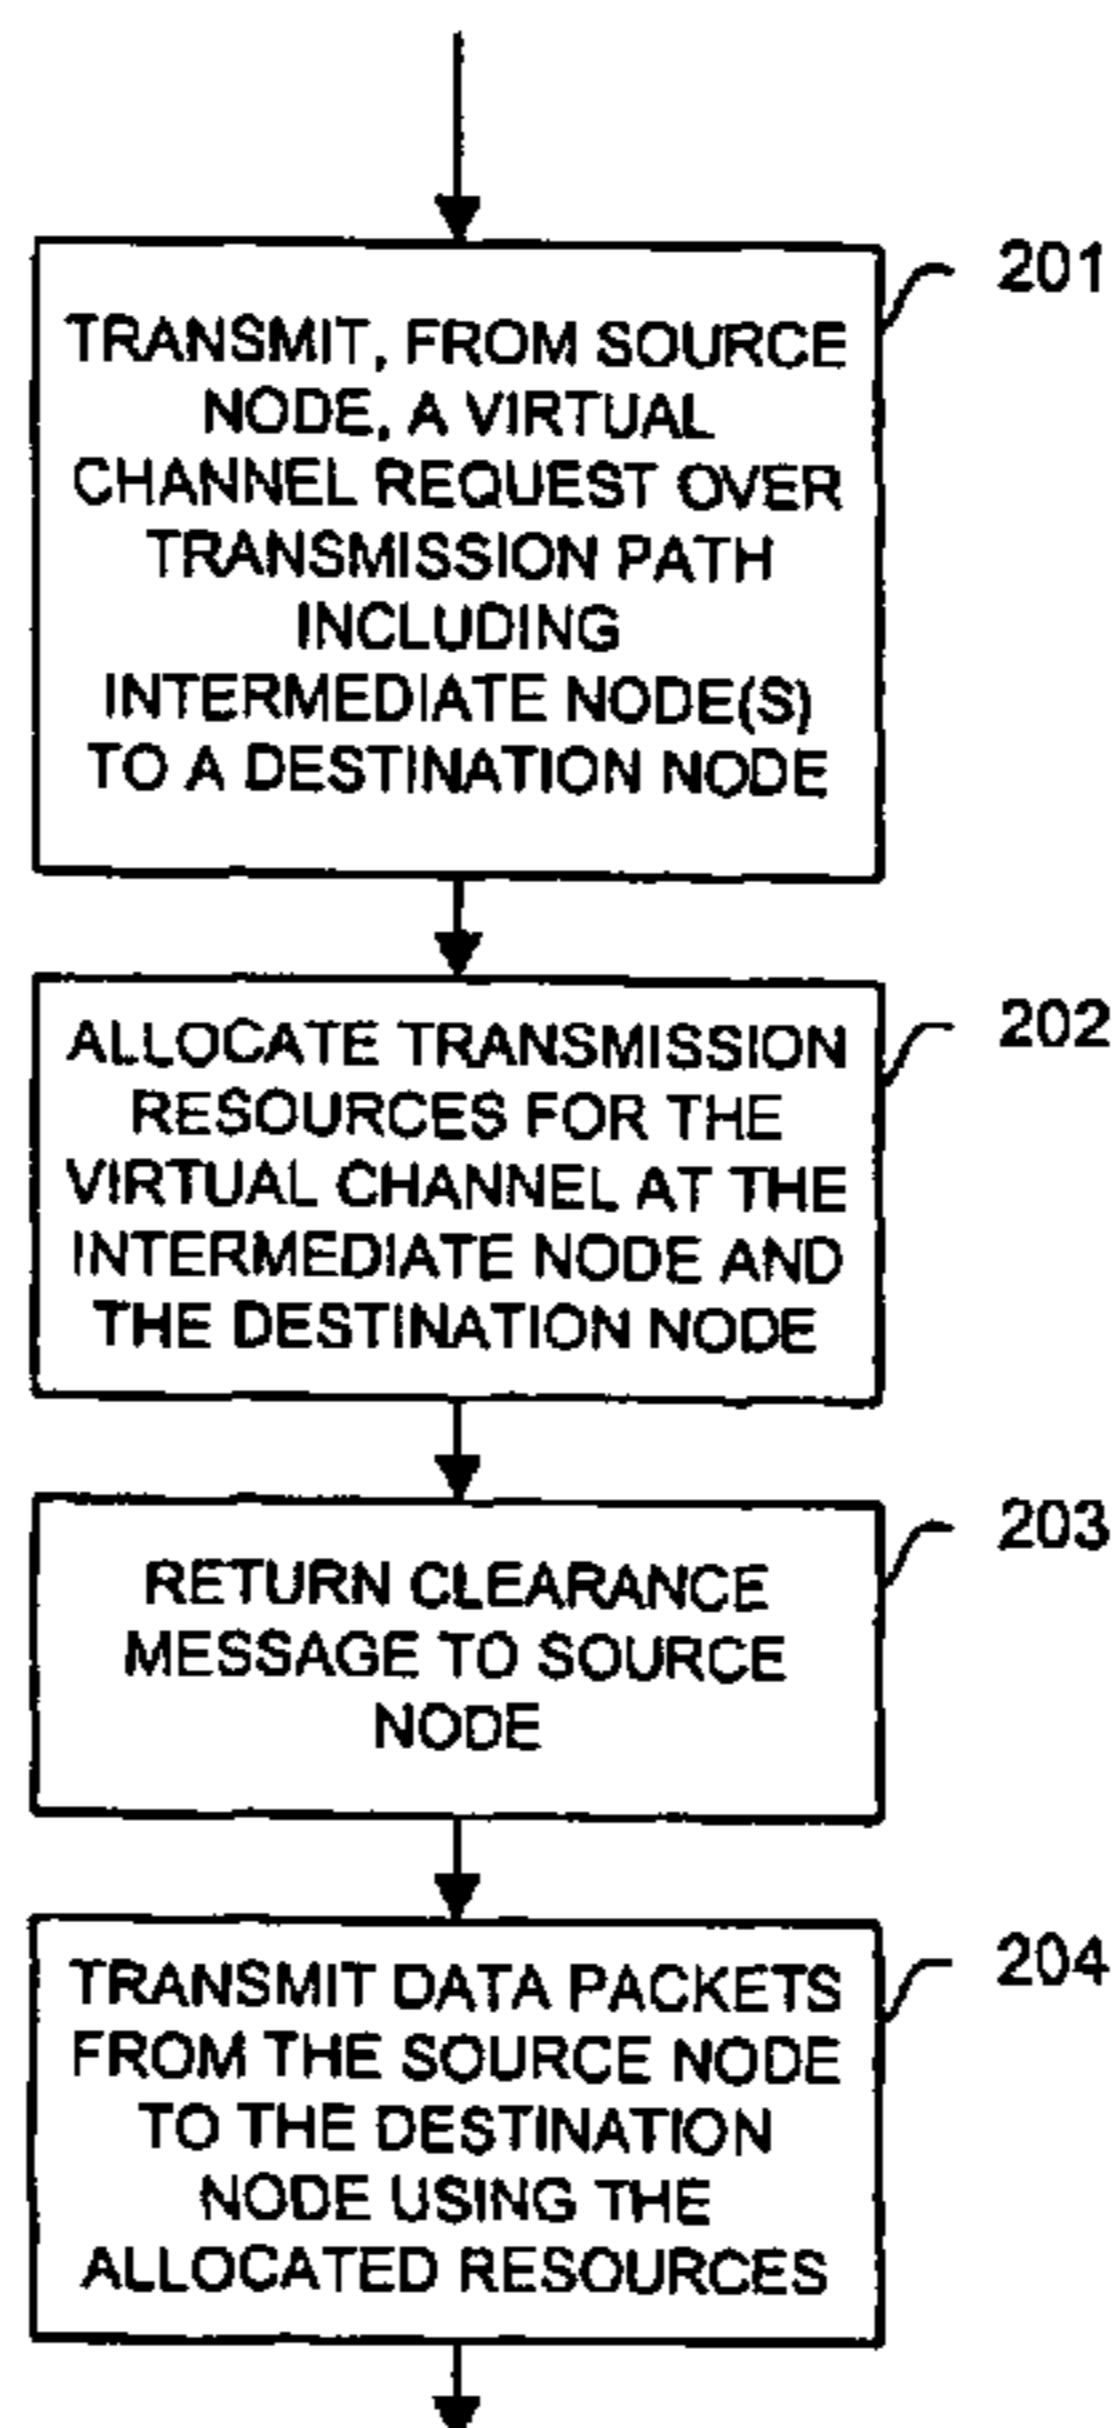 201
TRANSMIT, FROM SOURCE
NODE, A VIRTUAL
CHANNEL REQUEST OVER
TRANSMISSION PATH
INCLUDING
INTERMEDIATE NODE(S)
TO A DESTINATION NODE
202
ALLOCATE TRANSMISSION
RESOURCES FOR THE
VIRTUAL CHANNEL AT THE
INTERMEDIATE NODE AND
THE DESTINATION NODE
203
RETURN CLEARANCE
MESSAGE TO SOURCE
NODE
204
TRANSMIT DATA PACKETS
FROM THE SOURCE NODE
TO THE DESTINATION
NODE USING THE
ALLOCATED RESOURCES